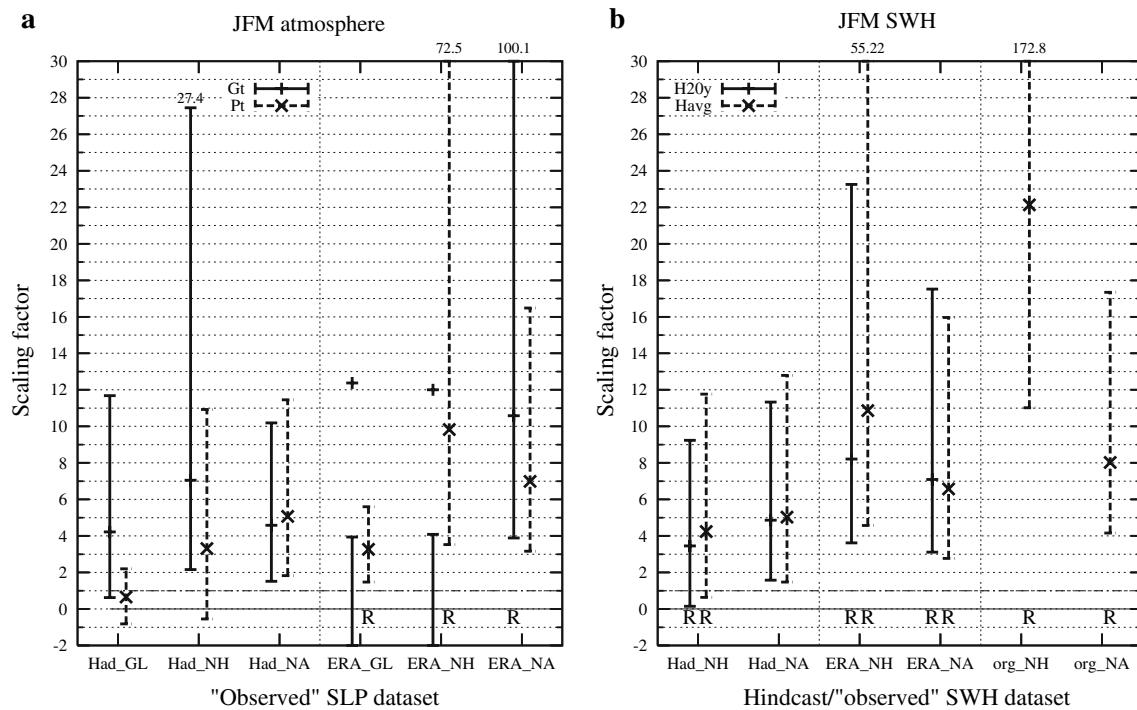 a
JFM atmosphere
72.5 100.1
27.4
Gt
Pt
30
28
26
24
22
20
18
16
14
12
10
8
6
4
2
0
-2
Scaling factor
R R
Had_GL Had_NH Had_NA ERA_GL ERA_NH ERA_NA
"Observed" SLP dataset
b
JFM SWH
55.22 172.8
H20y
Havg
30
28
26
24
22
20
18
16
14
12
10
8
6
4
2
0
-2
Scaling factor
R R R R R R R R
Had_NH Had_NA ERA_NH ERA_NA org_NH org_NA
Hindcast/"observed" SWH dataset